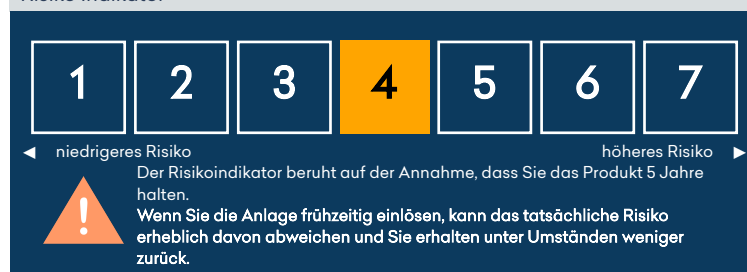 Risiko-Indikator
1 2 3 4 5 6 7
◄ niedrigeres Risiko höheres Risiko ►
Der Risikoindikator beruht auf der Annahme, dass Sie das Produkt 5 Jahre
halten.
Wenn Sie die Anlage frühzeitig einlösen, kann das tatsächliche Risiko
erheblich davon abweichen und Sie erhalten unter Umständen weniger
zurück.